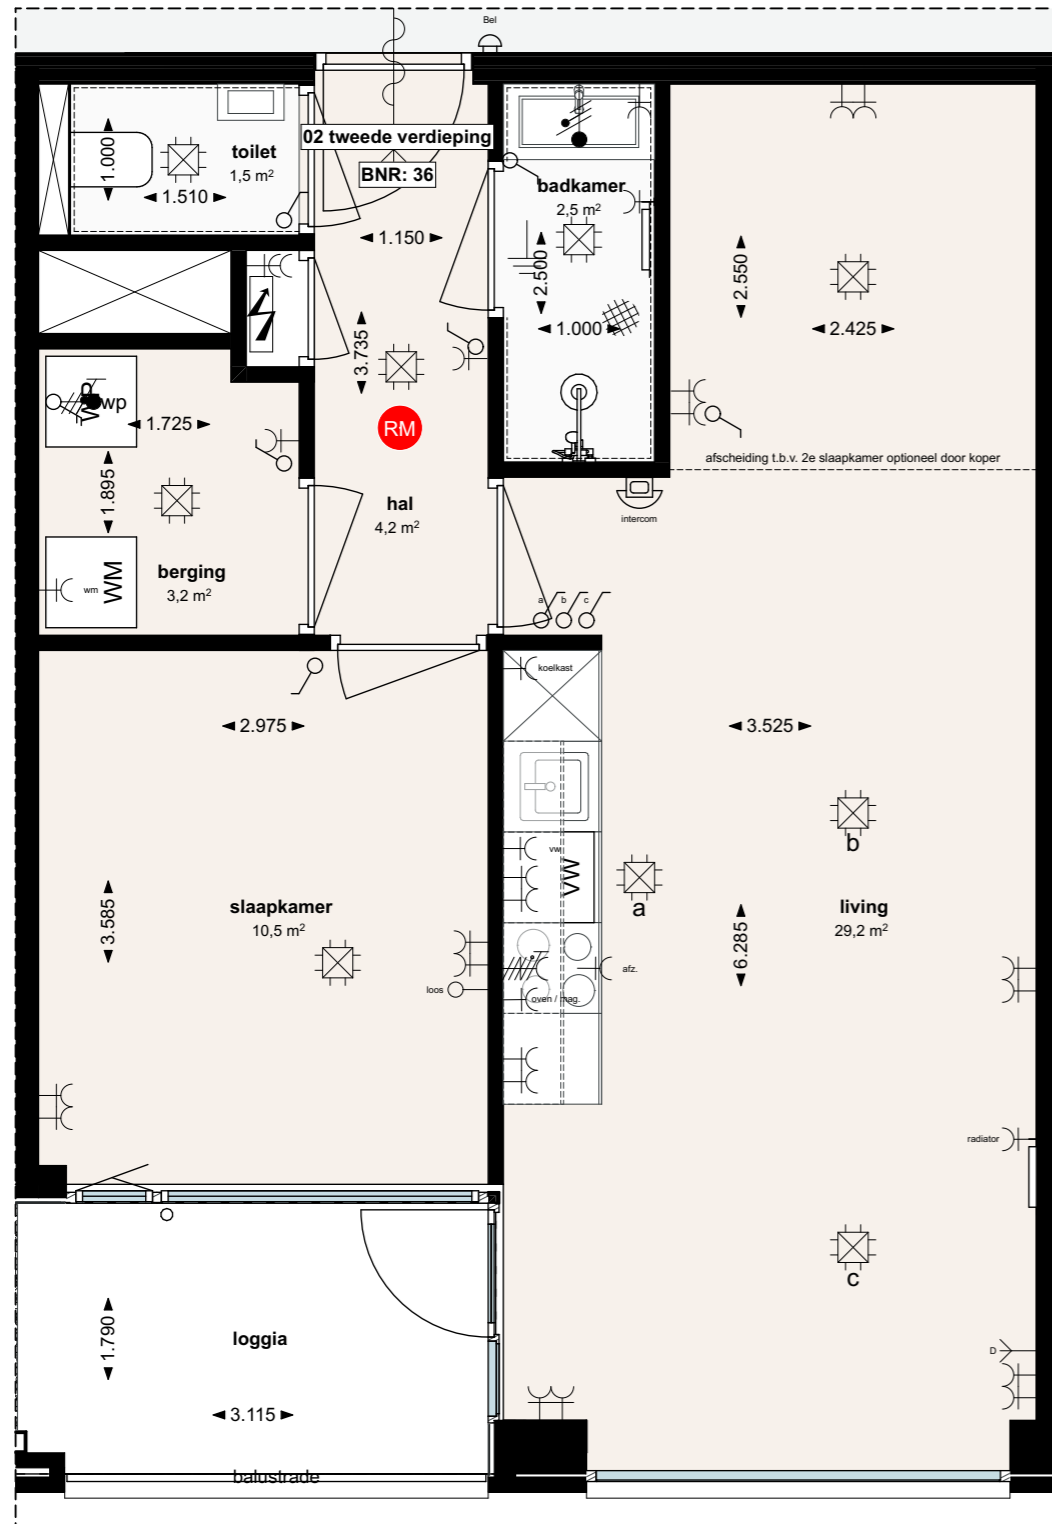 Bel
02 tweede verdieping
BNR: 36
toilet
1,5 m²
1.000
1.510
1.150
badkamer
2,5 m²
2.500
1.000
2.550
2.425
3.735
RM
wp
1.725
1.895
hal
4,2 m²
afscheiding t.b.v. 2e slaapkamer optioneel door koper
intercom
berging
3,2 m²
wm
WM
a
b
c
koelkast
2.975
3.525
b
vw
VW
a
slaapkamer
10,5 m²
3.585
living
29,2 m²
6.285
loos
afz.
oven / mag.
radiator
c
D
loggia
1.790
3.115
balustrade